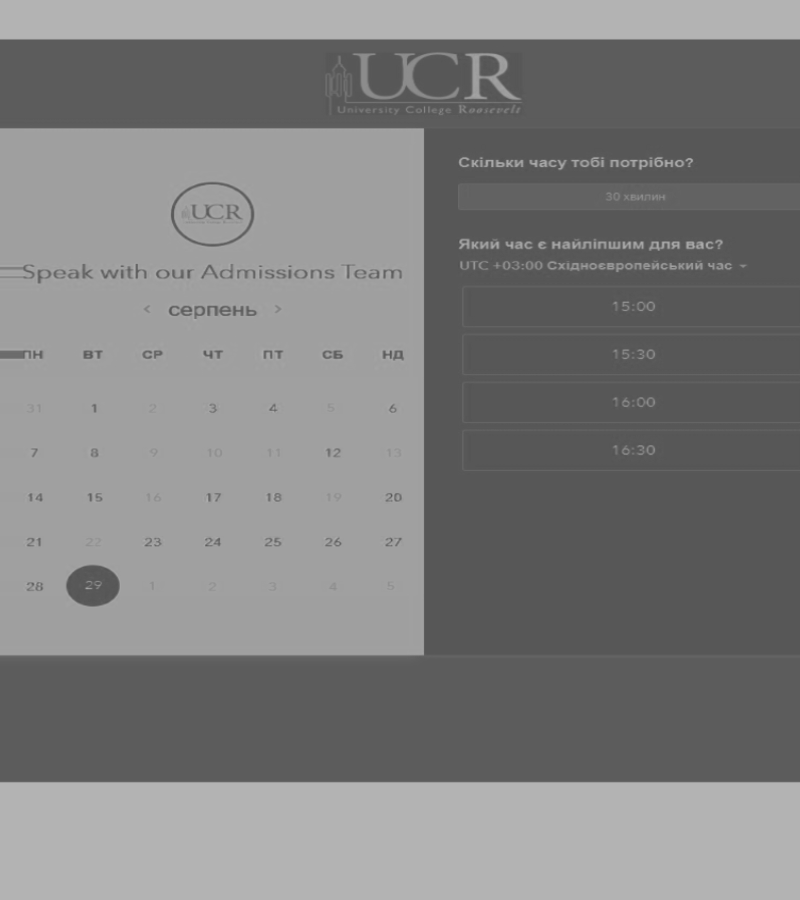 UCR
University College Roosevelt
UCR
Speak with our Admissions Team
< серпень >
ПН ВТ СР ЧТ ПТ СБ НД
31 1 2 3 4 5 6
7 8 9 10 11 12 13
14 15 16 17 18 19 20
21 22 23 24 25 26 27
28 29 1 2 3 4 5
Скільки часу тобі потрібно?
30 хвилин
Який час є найліпшим для вас?
UTC +03:00 Східноєвропейський час
15:00
15:30
16:00
16:30